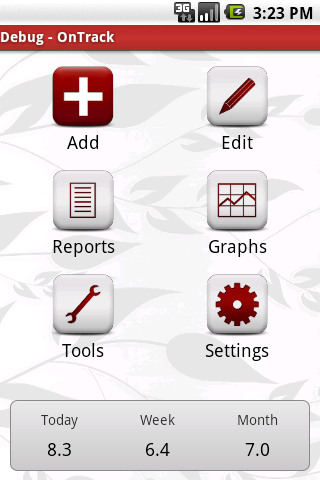 3G 3:23 PM
Debug - OnTrack
Add Edit
Reports Graphs
Tools Settings
Today Week Month
8.3 6.4 7.0